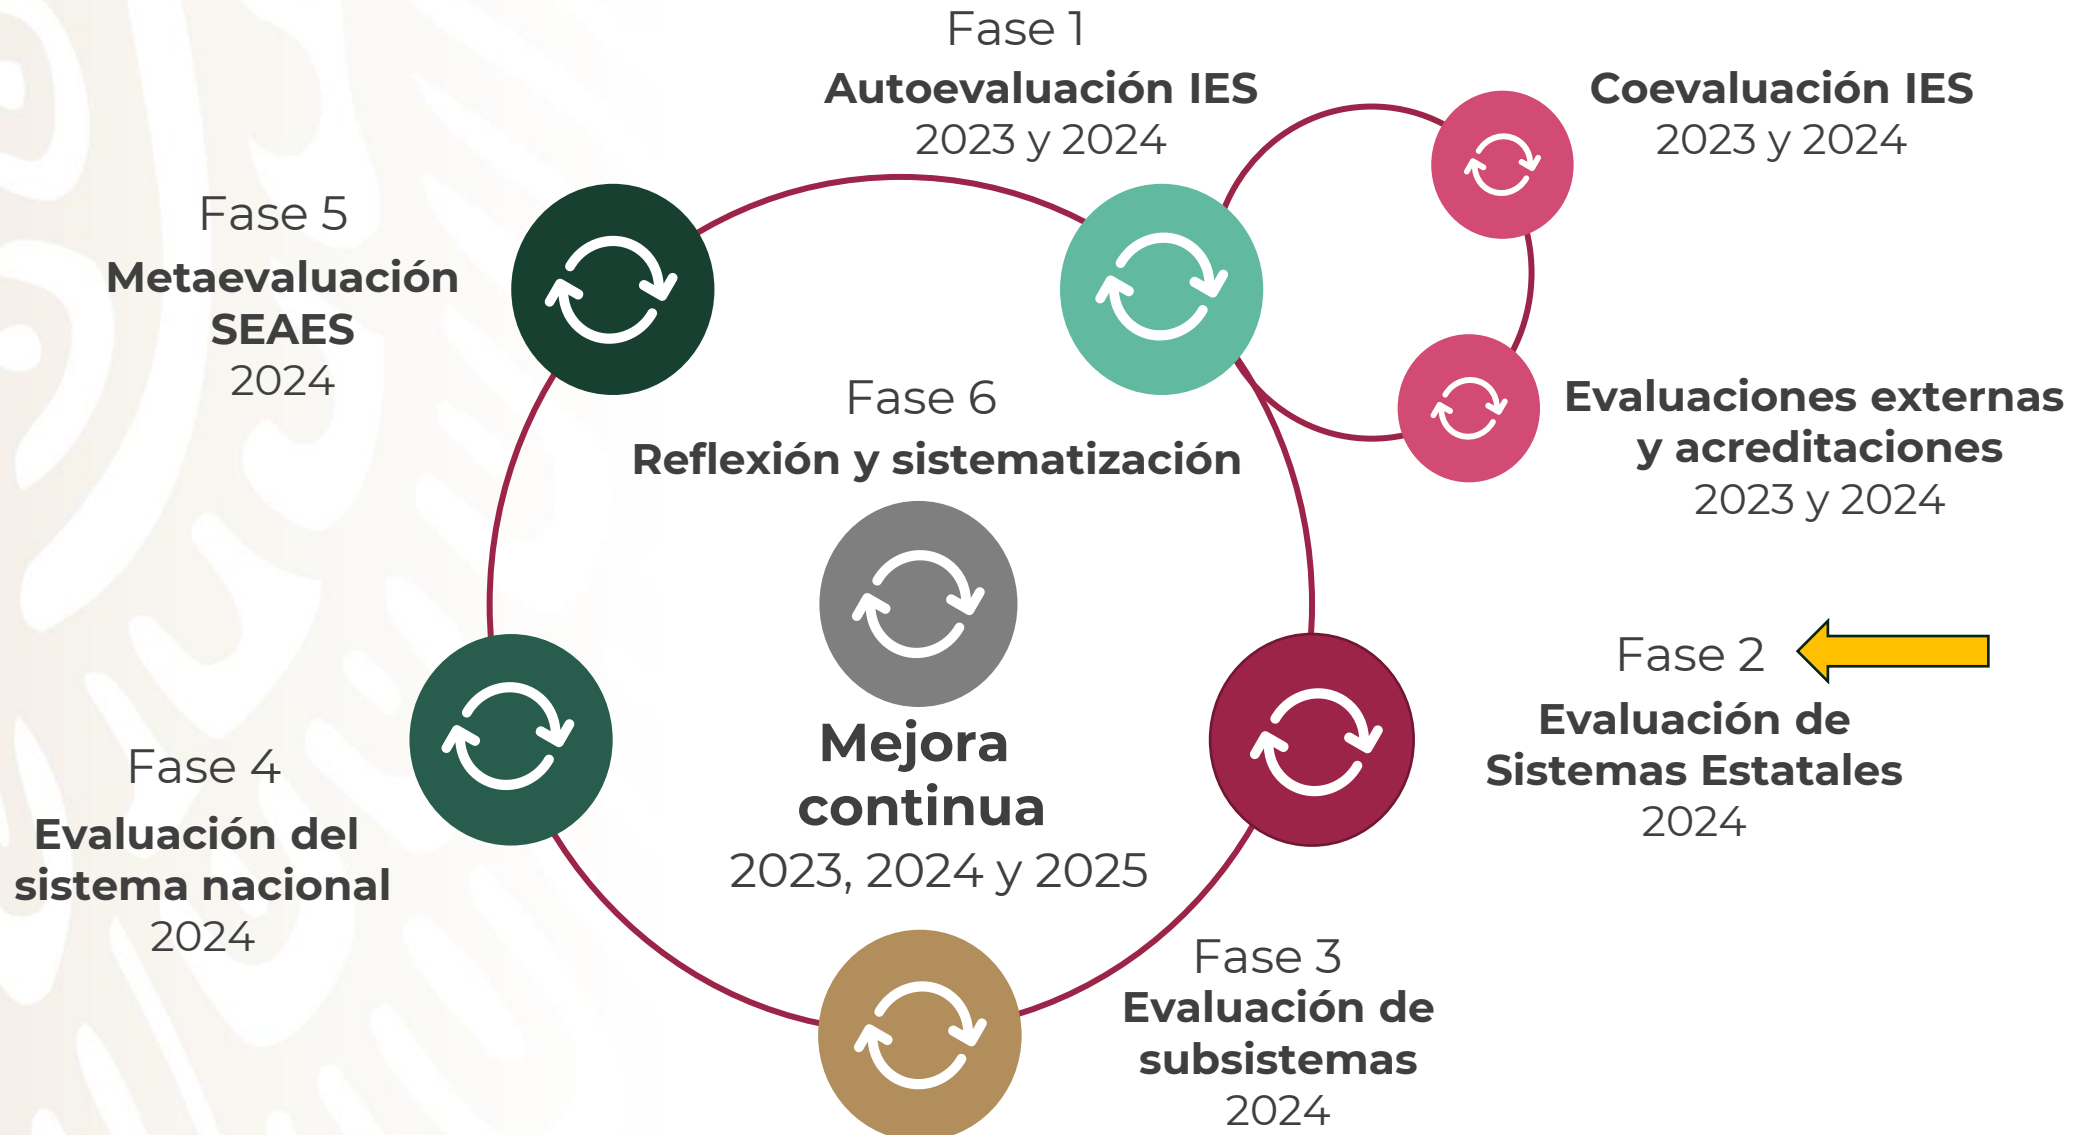 Fase 1
Autoevaluación IES
2023 y 2024
Coevaluación IES
2023 y 2024
Evaluaciones externas
y acreditaciones
2023 y 2024
Fase 2
Evaluación de
Sistemas Estatales
2024
Fase 3
Evaluación de
subsistemas
2024
Fase 4
Evaluación del
sistema nacional
2024
Fase 5
Metaevaluación
SEAES
2024
Fase 6
Reflexión y sistematización
Mejora
continua
2023, 2024 y 2025